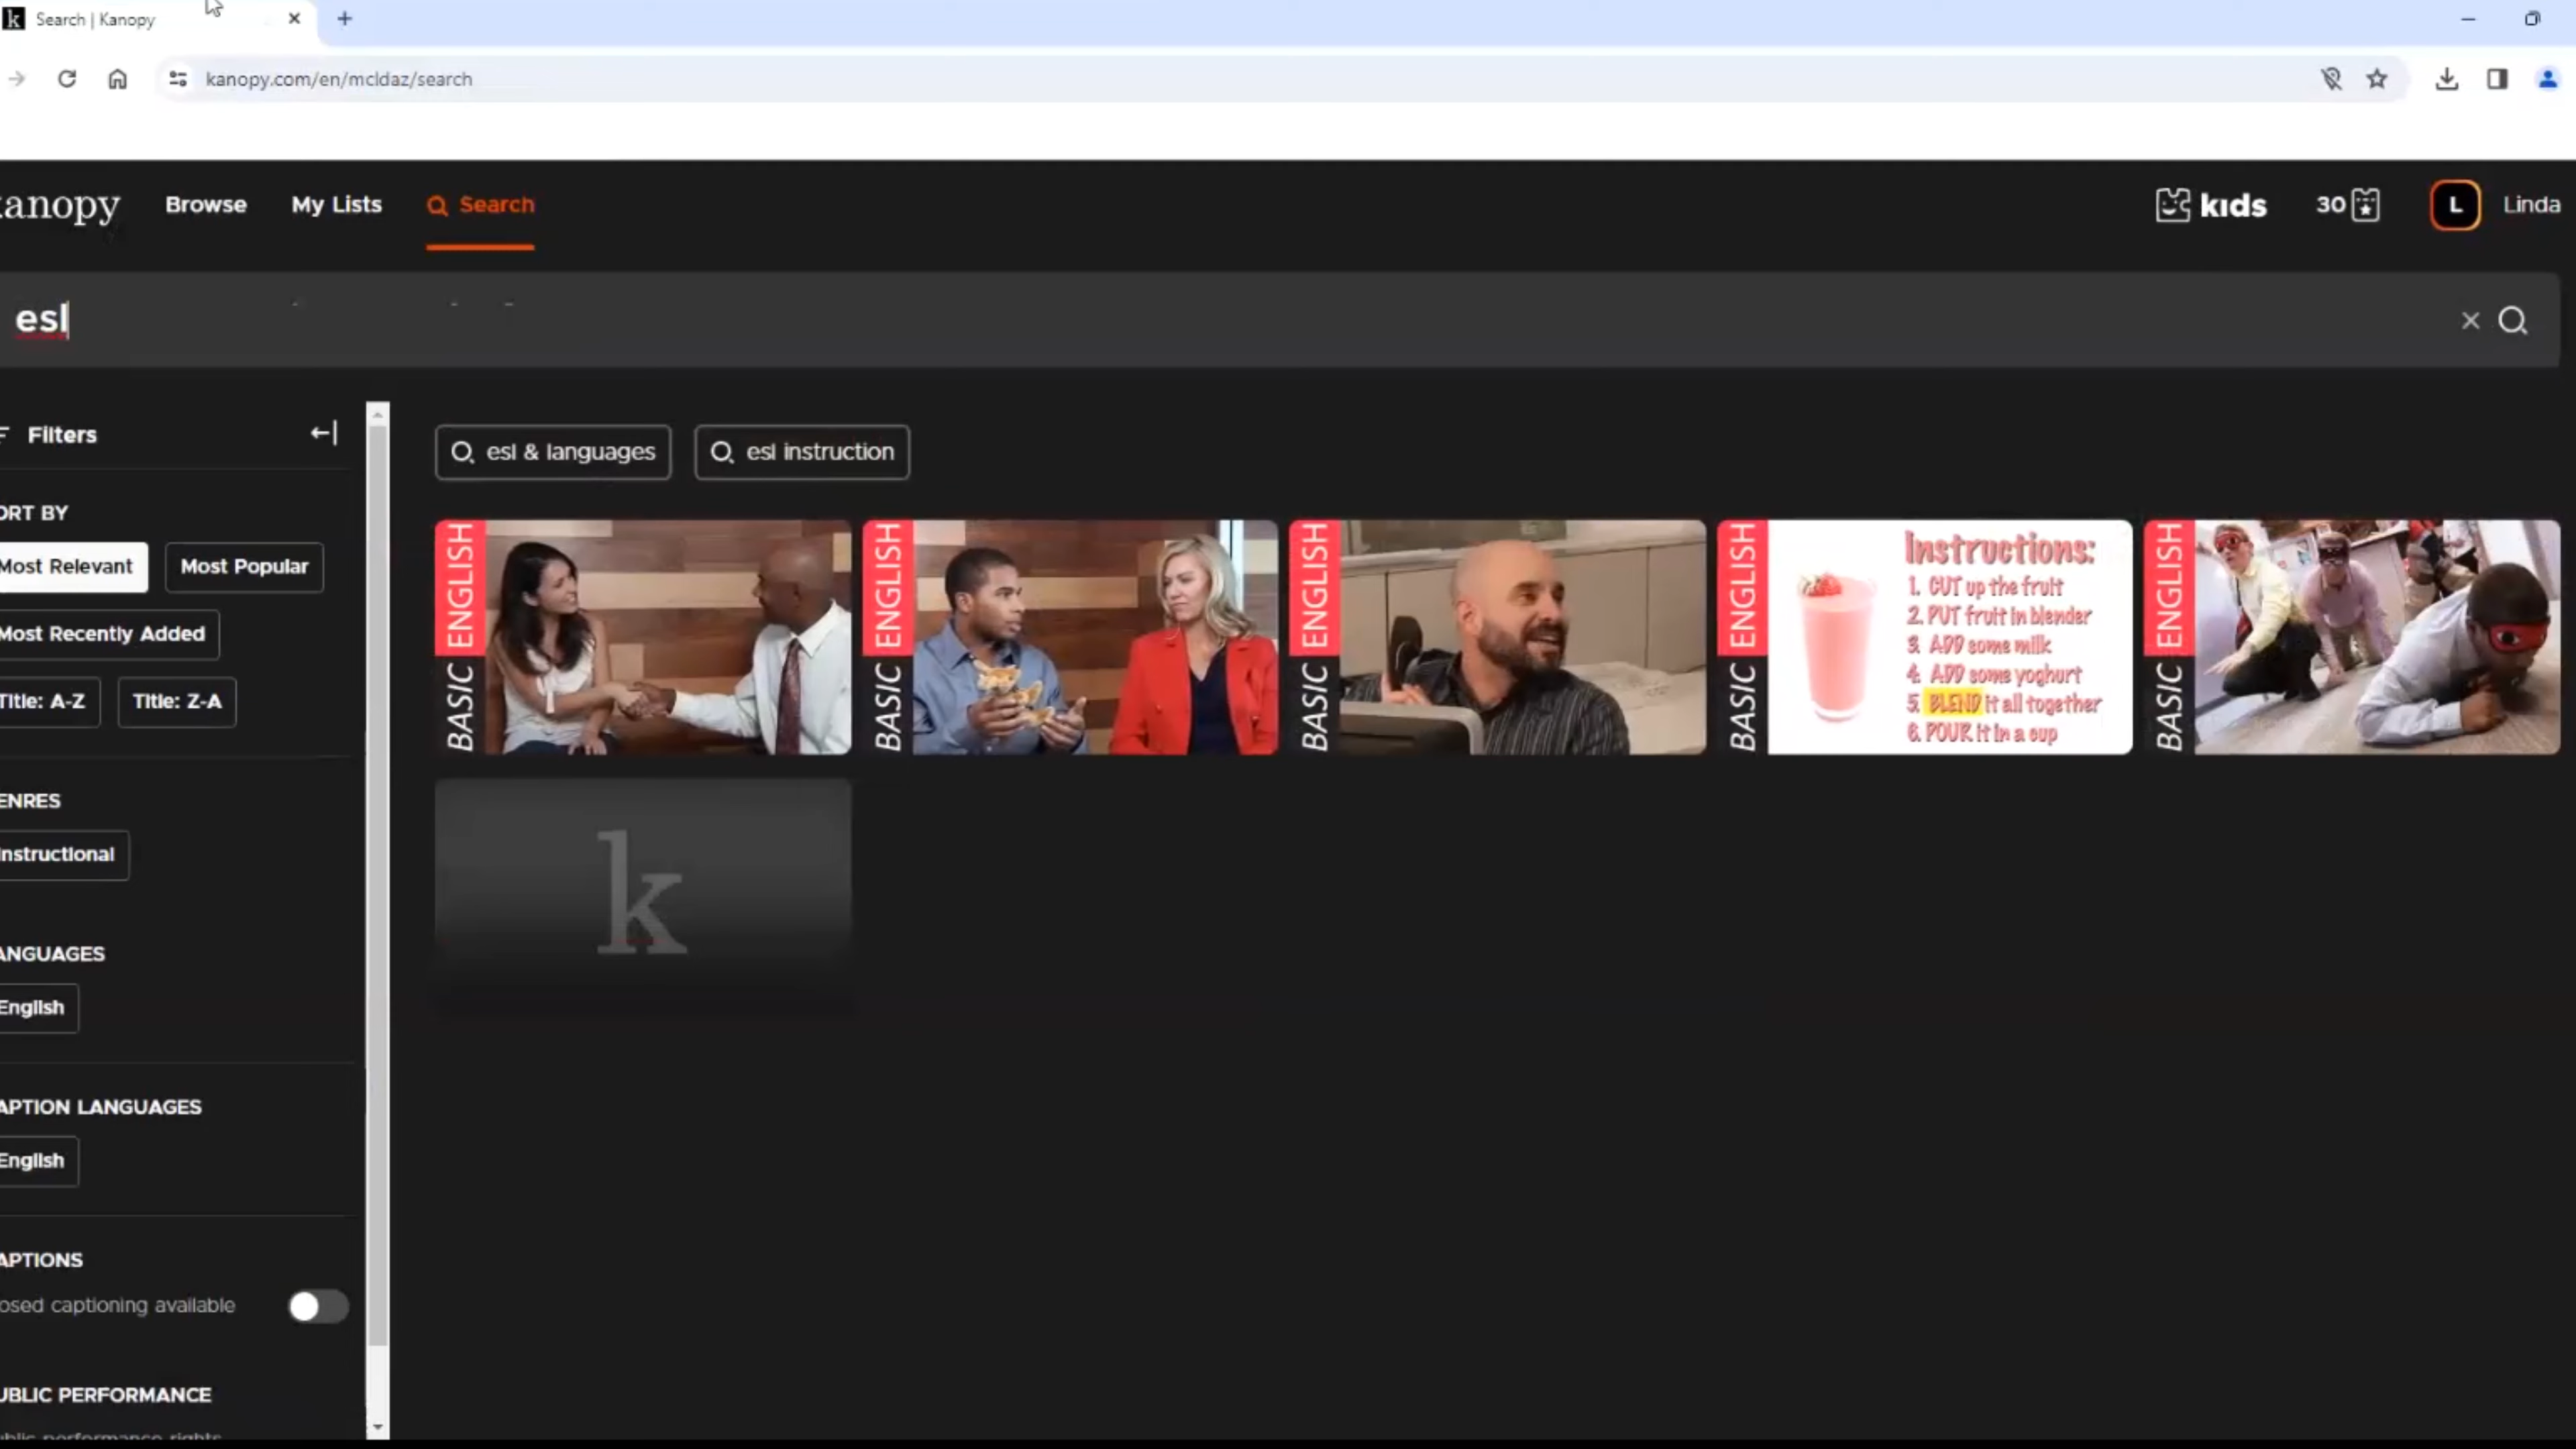 k Search | Kanopy
kanopy.com/en/mcldaz/search
anopy Browse My Lists Search kids 30 L Linda
esl
Filters
esl & languages esl instruction
ORT BY
Most Relevant Most Popular
Most Recently Added
Title: A-Z Title: Z-A
BASIC ENGLISH
BASIC ENGLISH
BASIC ENGLISH
BASIC ENGLISH
Instructions:
1. CUT up the fruit
2. PUT fruit in blender
3. ADD some milk
4. ADD some yoghurt
5. BLEND it all together
6. POUR it in a cup
BASIC ENGLISH
k
ENRES
Instructional
ANGUAGES
English
APTION LANGUAGES
English
APTIONS
osed captioning available
UBLIC PERFORMANCE
ublic performance rights